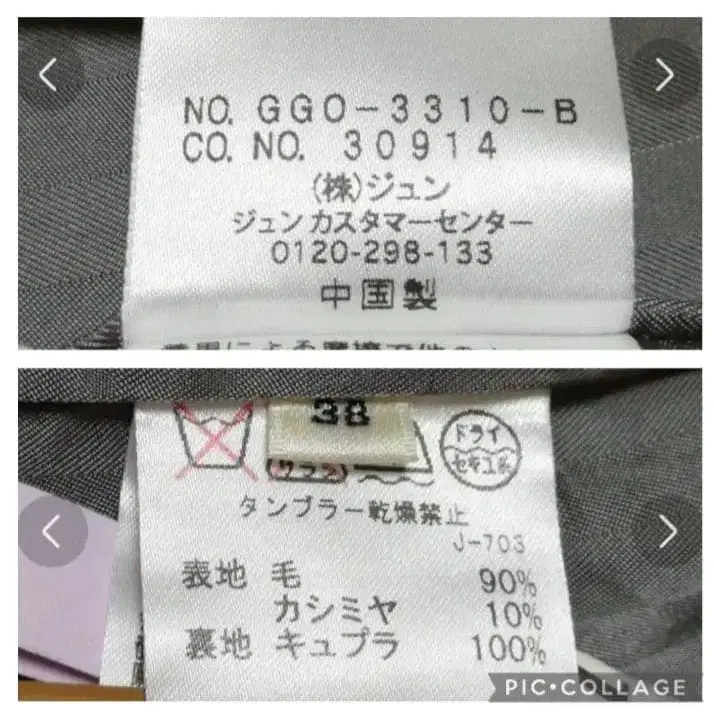 NO. GGO-3310-B
CO. NO. 30914
(株)ジュン
ジュンカスタマーセンター
0120-298-133
中国製
38
ドライ
セキユ系
タンブラー乾燥禁止
J-703
表地 毛 90%
カシミヤ 10%
裏地 キュプラ 100%
PIC•COLLAGE